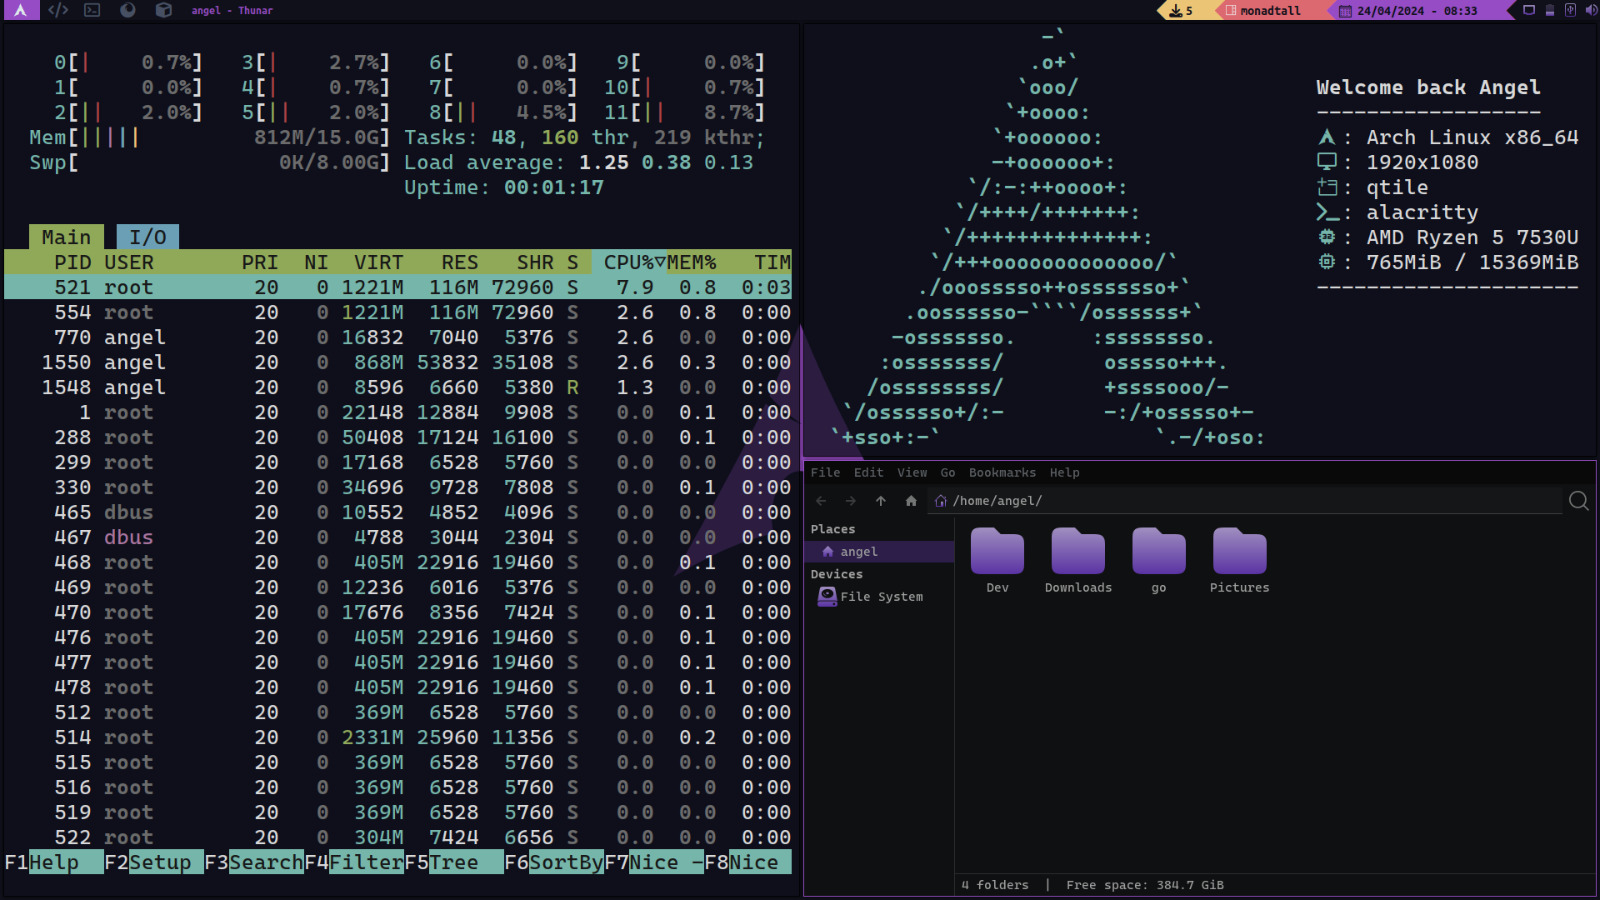 angel - Thunar
5
monadtall
24/04/2024 - 08:33
0[| 0.7%] 3[| 2.7%] 6[ 0.0%] 9[ 0.0%]
1[ 0.0%] 4[| 0.7%] 7[ 0.0%] 10[| 0.7%]
2[|| 2.0%] 5[|| 2.0%] 8[|| 4.5%] 11[|| 8.7%]
Mem[||||| 812M/15.0G] Tasks: 48, 160 thr, 219 kthr;
Swp[ 0K/8.00G] Load average: 1.25 0.38 0.13
Uptime: 00:01:17
Main I/O
PID USER PRI NI VIRT RES SHR S CPU%▽MEM% TIM
521 root 20 0 1221M 116M 72960 S 7.9 0.8 0:03
554 root 20 0 1221M 116M 72960 S 2.6 0.8 0:00
770 angel 20 0 16832 7040 5376 S 2.6 0.0 0:00
1550 angel 20 0 868M 53832 35108 S 2.6 0.3 0:00
1548 angel 20 0 8596 6660 5380 R 1.3 0.0 0:00
1 root 20 0 22148 12884 9908 S 0.0 0.1 0:00
288 root 20 0 50408 17124 16100 S 0.0 0.1 0:00
299 root 20 0 17168 6528 5760 S 0.0 0.0 0:00
330 root 20 0 34696 9728 7808 S 0.0 0.1 0:00
465 dbus 20 0 10552 4852 4096 S 0.0 0.0 0:00
467 dbus 20 0 4788 3044 2304 S 0.0 0.0 0:00
468 root 20 0 405M 22916 19460 S 0.0 0.1 0:00
469 root 20 0 12236 6016 5376 S 0.0 0.0 0:00
470 root 20 0 17676 8356 7424 S 0.0 0.1 0:00
476 root 20 0 405M 22916 19460 S 0.0 0.1 0:00
477 root 20 0 405M 22916 19460 S 0.0 0.1 0:00
478 root 20 0 405M 22916 19460 S 0.0 0.1 0:00
512 root 20 0 369M 6528 5760 S 0.0 0.0 0:00
514 root 20 0 2331M 25960 11356 S 0.0 0.2 0:00
515 root 20 0 369M 6528 5760 S 0.0 0.0 0:00
516 root 20 0 369M 6528 5760 S 0.0 0.0 0:00
519 root 20 0 369M 6528 5760 S 0.0 0.0 0:00
522 root 20 0 304M 7424 6656 S 0.0 0.0 0:00
F1Help F2Setup F3SearchF4FilterF5Tree F6SortByF7Nice -F8Nice
-`
.o+`
`ooo/
`+oooo:
`+oooooo:
-+oooooo+:
`/:-:++oooo+:
`/++++/+++++++:
`/++++++++++++++:
`/+++ooooooooooooo/`
./ooosssso++osssssso+`
.oossssso-````/ossssss+`
-osssssso. :ssssssso.
:osssssss/ osssso+++.
/ossssssss/ +ssssooo/-
`/ossssso+/:- -:/+osssso+-
`+sso+:-` `.-/+oso:
Welcome back Angel
------------------
: Arch Linux x86_64
: 1920x1080
: qtile
: alacritty
: AMD Ryzen 5 7530U
: 765MiB / 15369MiB
---------------------
File Edit View Go Bookmarks Help
/home/angel/
Places
angel
Devices
File System
Dev Downloads go Pictures
4 folders | Free space: 384.7 GiB